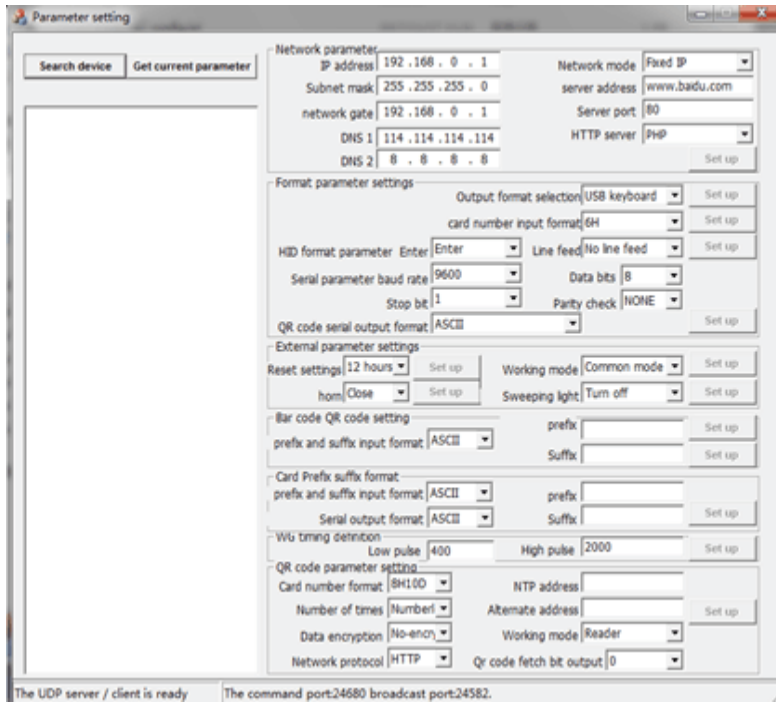 Parameter setting
Search device Get current parameter
Network parameter
IP address 192 . 168 . 0 . 1 Network mode Fixed IP
Subnet mask 255 . 255 . 255 . 0 server address www.baidu.com
network gate 192 . 168 . 0 . 1 Server port 80
DNS 1 114 . 114 . 114 . 114 HTTP server PHP
DNS 2 8 . 8 . 8 . 8 Set up
Format parameter settings
Output format selection USB keyboard Set up
card number input format 6H Set up
HID format parameter Enter Enter Line feed No line feed Set up
Serial parameter baud rate 9600 Data bits 8
Stop bit 1 Parity check NONE
QR code serial output format ASCII Set up
External parameter settings
Reset settings 12 hours Set up Working mode Common mode Set up
horn Close Set up Sweeping light Turn off Set up
Bar code QR code setting
prefix and suffix input format ASCII prefix Set up
Suffix Set up
Card Prefix suffix format
prefix and suffix input format ASCII prefix
Serial output format ASCII Suffix Set up
WG timing definition
Low pulse 400 High pulse 2000 Set up
QR code parameter setting
Card number format 8H10D NTP address
Number of times Numberl Alternate address Set up
Data encryption No-encry Working mode Reader
Network protocol HTTP Qr code fetch bit output 0
The UDP server / client is ready The command port:24680 broadcast port:24582.